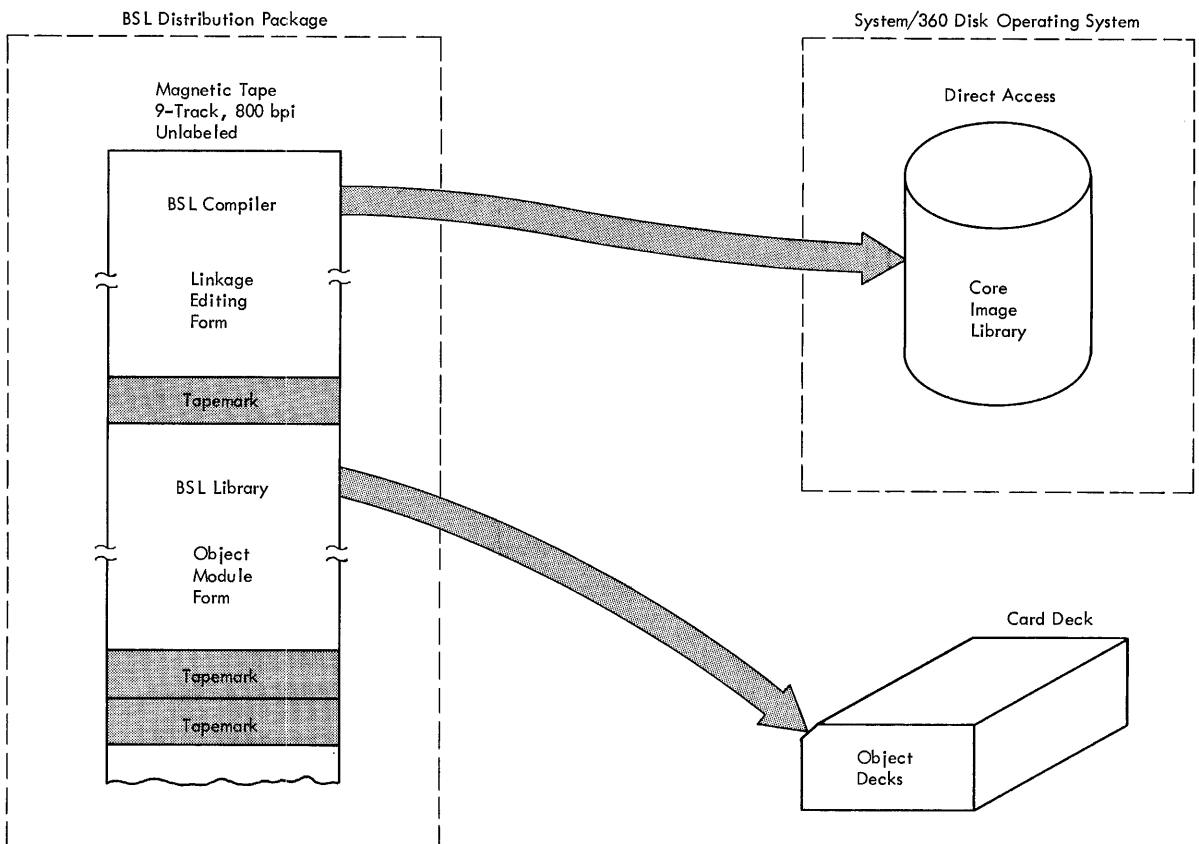 BSL Distribution Package
System/360 Disk Operating System
Magnetic Tape
9-Track, 800 bpi
Unlabeled
Direct Access
BSL Compiler
Linkage
Editing
Form
Core
Image
Library
Tapemark
BSL Library
Object
Module
Form
Card Deck
Tapemark
Tapemark
Object
Decks